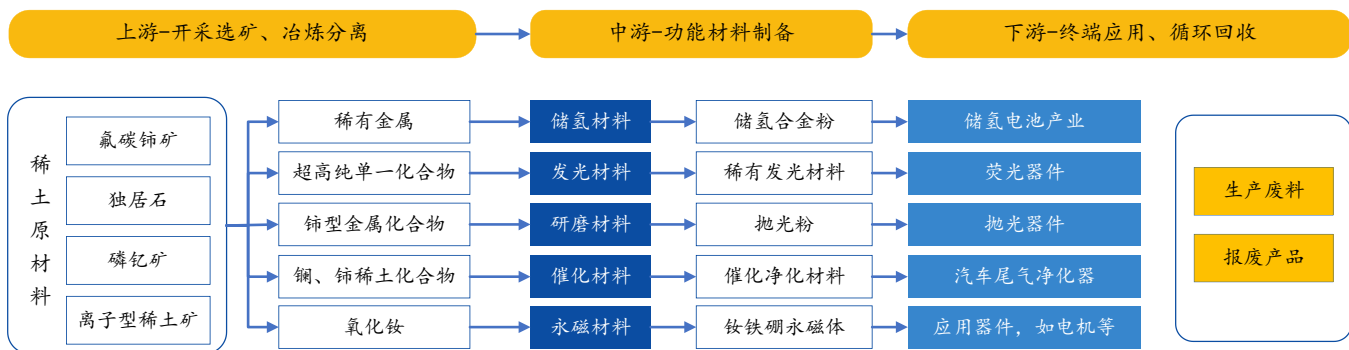 上游-开采选矿、冶炼分离
中游-功能材料制备
下游-终端应用、循环回收
稀土原材料
氟碳铈矿
独居石
磷钇矿
离子型稀土矿
稀有金属
储氢材料
储氢合金粉
储氢电池产业
超高纯单一化合物
发光材料
稀有发光材料
荧光器件
铈型金属化合物
研磨材料
抛光粉
抛光器件
镧、铈稀土化合物
催化材料
催化净化材料
汽车尾气净化器
氧化钕
永磁材料
钕铁硼永磁体
应用器件，如电机等
生产废料
报废产品